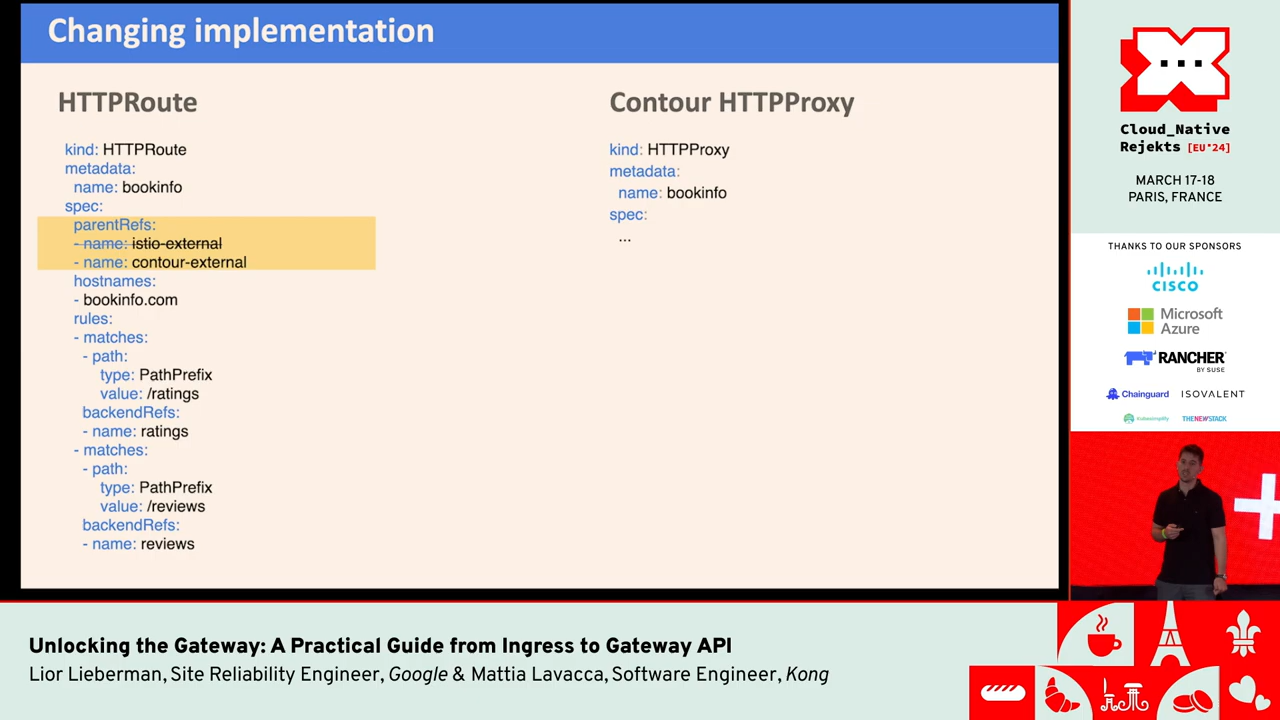 Changing implementation
HTTPRoute
kind: HTTPRoute
metadata:
name: bookinfo
spec:
parentRefs:
- name: istio-external
- name: contour-external
hostnames:
- bookinfo.com
rules:
- matches:
- path:
type: PathPrefix
value: /ratings
backendRefs:
- name: ratings
- matches:
- path:
type: PathPrefix
value: /reviews
backendRefs:
- name: reviews
Contour HTTPProxy
kind: HTTPProxy
metadata:
name: bookinfo
spec:
...
Cloud_Native
Rejekts [EU'24]
MARCH 17-18
PARIS, FRANCE
THANKS TO OUR SPONSORS
CISCO
Microsoft
Azure
RANCHER
BY SUSE
Chainguard ISOVALENT
THENEWSTACK
Unlocking the Gateway: A Practical Guide from Ingress to Gateway API
Lior Lieberman, Site Reliability Engineer, Google & Mattia Lavacca, Software Engineer, Kong